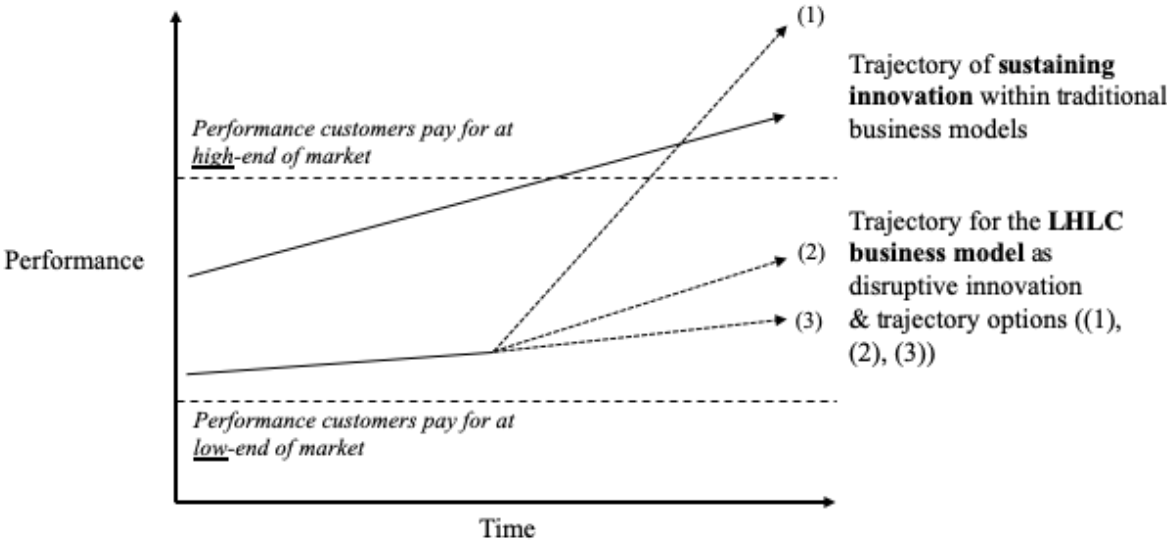 (1)
Trajectory of sustaining
innovation within traditional
business models
Performance customers pay for at
high-end of market
Performance
Trajectory for the LHLC
business model as
disruptive innovation
& trajectory options ((1),
(2), (3))
(2)
(3)
Performance customers pay for at
low-end of market
Time